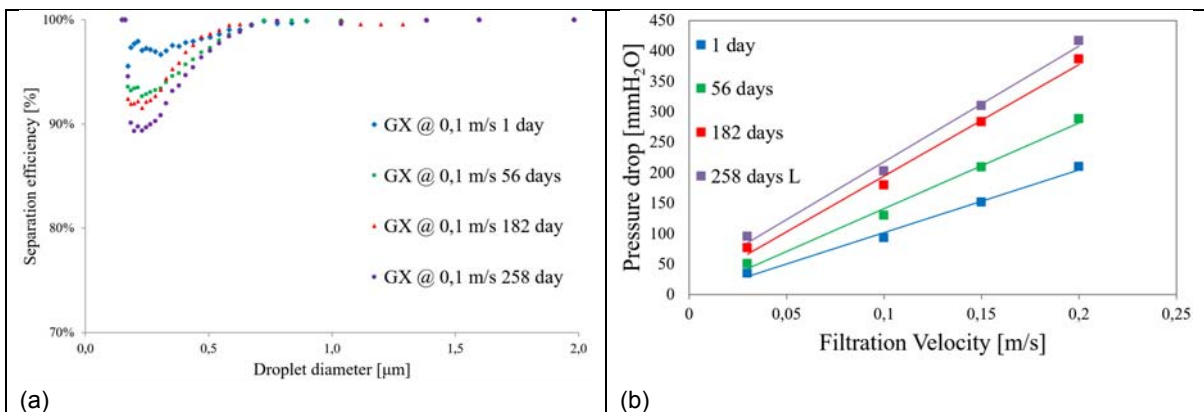 100%
90%
80%
70%
Separation efficiency [%]
GX @ 0,1 m/s 1 day
GX @ 0,1 m/s 56 days
GX @ 0,1 m/s 182 day
GX @ 0,1 m/s 258 day
0,0 0,5 1,0 1,5 2,0
Droplet diameter [µm]
(a)
450
400
350
300
250
200
150
100
50
0
Pressure drop [mmH₂O]
1 day
56 days
182 days
258 days L
0 0,05 0,1 0,15 0,2 0,25
Filtration Velocity [m/s]
(b)